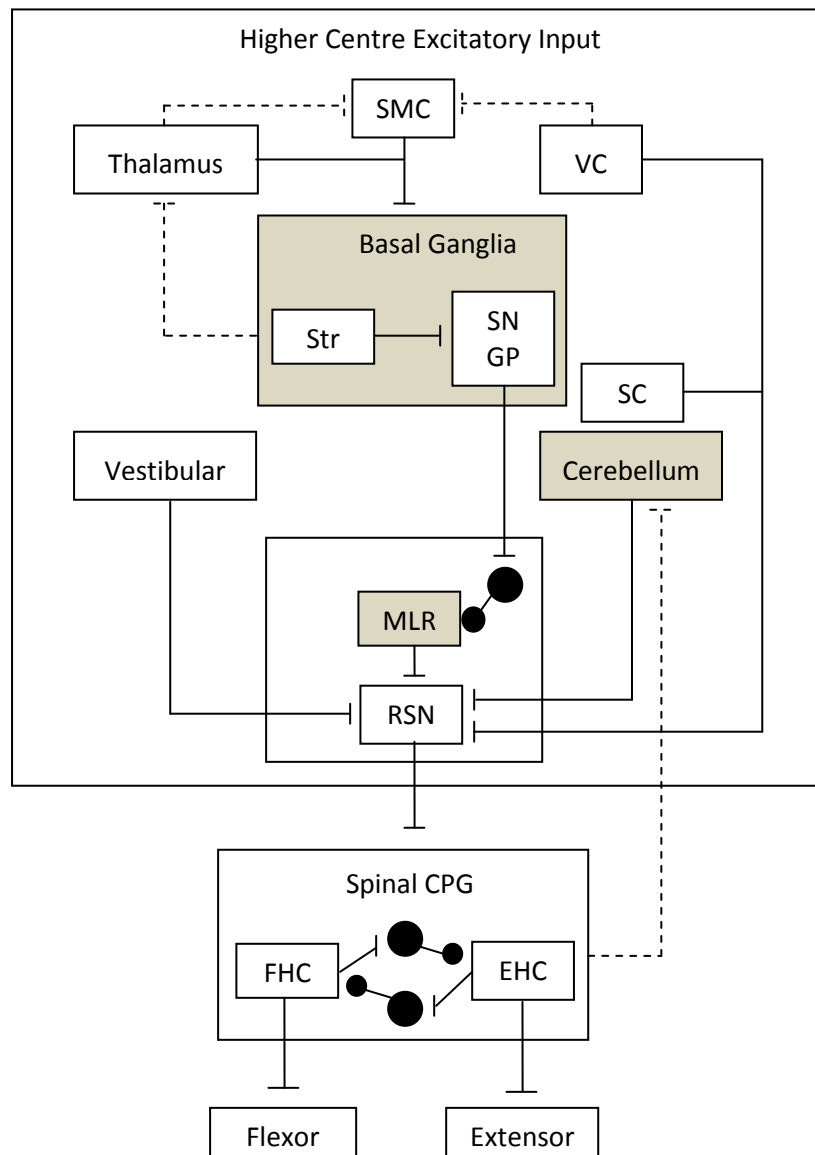 Higher Centre Excitatory Input
SMC
Thalamus
VC
Basal Ganglia
Str
SN
GP
SC
Vestibular
Cerebellum
MLR
RSN
Spinal CPG
FHC
EHC
Flexor
Extensor